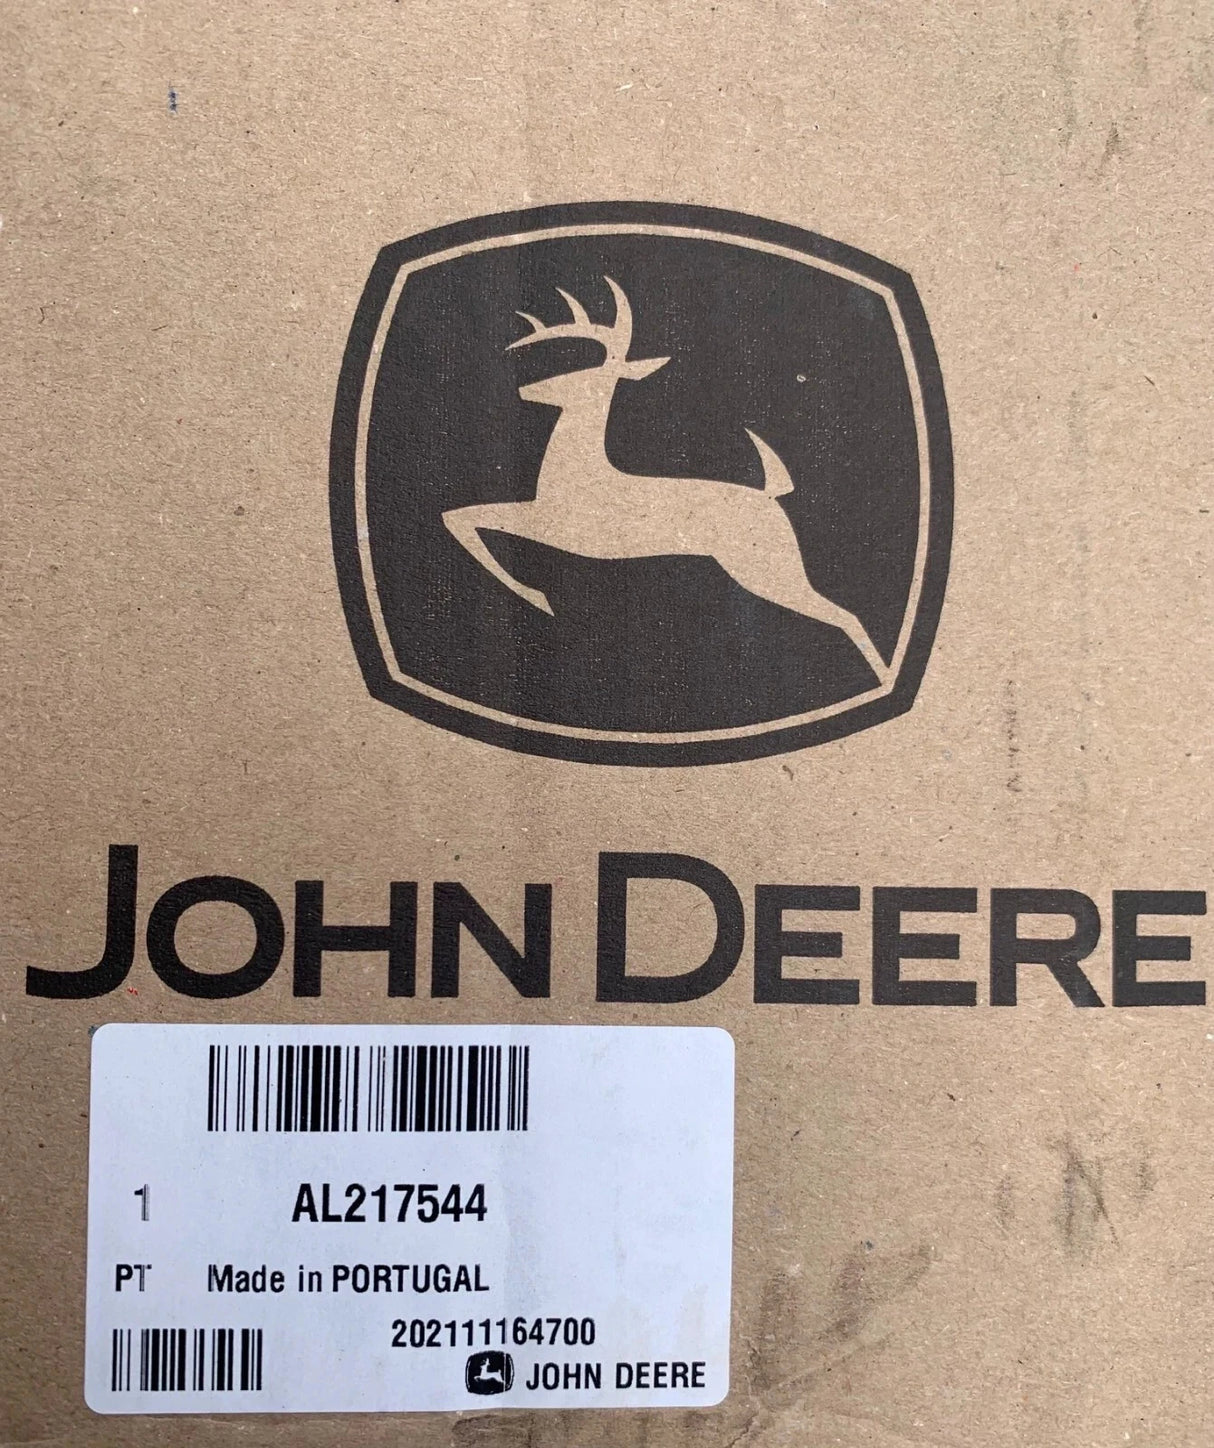 JOHN DEERE
1 AL217544
PT Made in PORTUGAL
202111164700
JOHN DEERE